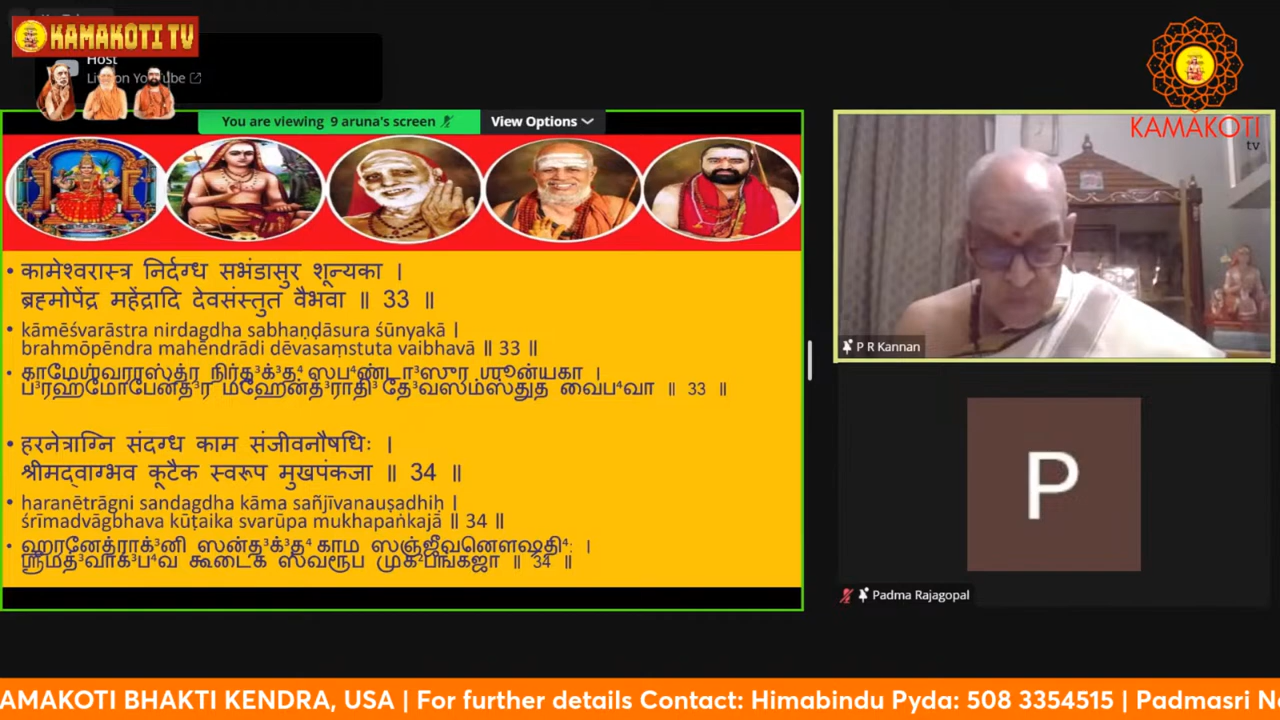 KAMAKOTI TV
Host
Live on YouTube
KAMAKOTI
tv
You are viewing 9 aruna's screen
View Options
• कामेश्वरास्त्र निर्दग्ध सभंडासुर शून्यका ।
ब्रह्मोपेंद्र महेंद्रादि देवसंस्तुत वैभवा ॥ 33 ॥
• kāmēśvarāstra nirdagdha sabhaṇḍāsura śūnyakā |
brahmōpēndra mahēndrādi dēvasaṃstuta vaibhavā ॥ 33 ॥
• காமேஶ்வராஸ்த்ர நிர்த³க்³த⁴ ஸப⁴ண்டா³ஸுர ஶூன்யகா ।
ப்³ரஹ்மோபேன்த்³ர மஹேன்த்³ராதி³ தே³வஸம்ஸ்துத வைப⁴வா ॥ 33 ॥
• हरनेत्राग्नि संदग्ध काम संजीवनौषधिः ।
श्रीमद्वाग्भव कूटैक स्वरूप मुखपंकजा ॥ 34 ॥
• haranētrāgni sandagdha kāma sañjīvanauṣadhiḥ |
śrīmadvāgbhava kūṭaika svarūpa mukhapaṅkajā ॥ 34 ॥
• ஹரனேத்ராக்³னி ஸன்த³க்³த⁴ காம ஸஞ்ஜீவனௌஷதி⁴ஃ ।
ஶ்ரீமத்³வாக்³ப⁴வ கூடைக ஸ்வரூப முக²பங்கஜா ॥ 34 ॥
P R Kannan
P
Padma Rajagopal
AMAKOTI BHAKTI KENDRA, USA | For further details Contact: Himabindu Pyda: 508 3354515 | Padmasri